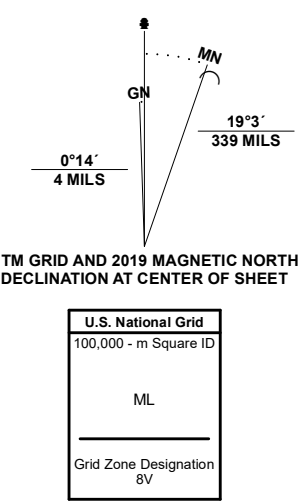 MN
GN
19°3´
339 MILS
0°14´
4 MILS
TM GRID AND 2019 MAGNETIC NORTH
DECLINATION AT CENTER OF SHEET
U.S. National Grid
100,000 - m Square ID
ML
Grid Zone Designation
8V